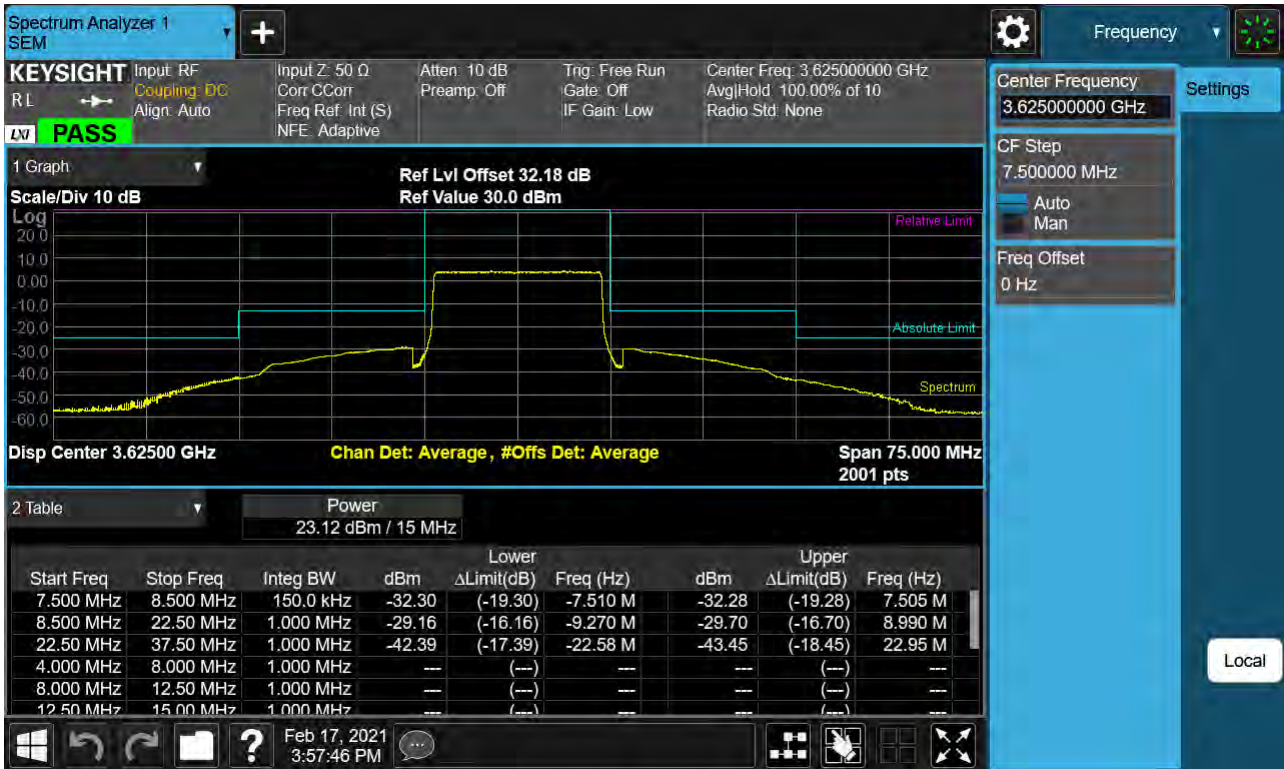 Spectrum Analyzer 1
SEM
Frequency
KEYSIGHT
RL
LXI PASS
Input: RF
Coupling: DC
Align: Auto
Input Z: 50 Ω
Corr CCorr
Freq Ref: Int (S)
NFE: Adaptive
Atten: 10 dB
Preamp: Off
Trig: Free Run
Gate: Off
IF Gain: Low
Center Freq: 3.625000000 GHz
Avg|Hold: 100.00% of 10
Radio Std: None
Center Frequency
3.625000000 GHz
Settings
CF Step
7.500000 MHz
Auto
Man
Freq Offset
0 Hz
Local
1 Graph
Scale/Div 10 dB
Ref Lvl Offset 32.18 dB
Ref Value 30.0 dBm
Log
20.0
10.0
0.00
-10.0
-20.0
-30.0
-40.0
-50.0
-60.0
Relative Limit
Absolute Limit
Spectrum
Disp Center 3.62500 GHz
Chan Det: Average, #Offs Det: Average
Span 75.000 MHz
2001 pts
2 Table
Power
23.12 dBm / 15 MHz
Lower Upper
Start Freq Stop Freq Integ BW dBm ΔLimit(dB) Freq (Hz) dBm ΔLimit(dB) Freq (Hz)
7.500 MHz 8.500 MHz 150.0 kHz -32.30 (-19.30) -7.510 M -32.28 (-19.28) 7.505 M
8.500 MHz 22.50 MHz 1.000 MHz -29.16 (-16.16) -9.270 M -29.70 (-16.70) 8.990 M
22.50 MHz 37.50 MHz 1.000 MHz -42.39 (-17.39) -22.58 M -43.45 (-18.45) 22.95 M
4.000 MHz 8.000 MHz 1.000 MHz --- (---) --- --- (---) ---
8.000 MHz 12.50 MHz 1.000 MHz --- (---) --- --- (---) ---
12.50 MHz 15.00 MHz 1.000 MHz --- (---) --- --- (---) ---
Feb 17, 2021
3:57:46 PM